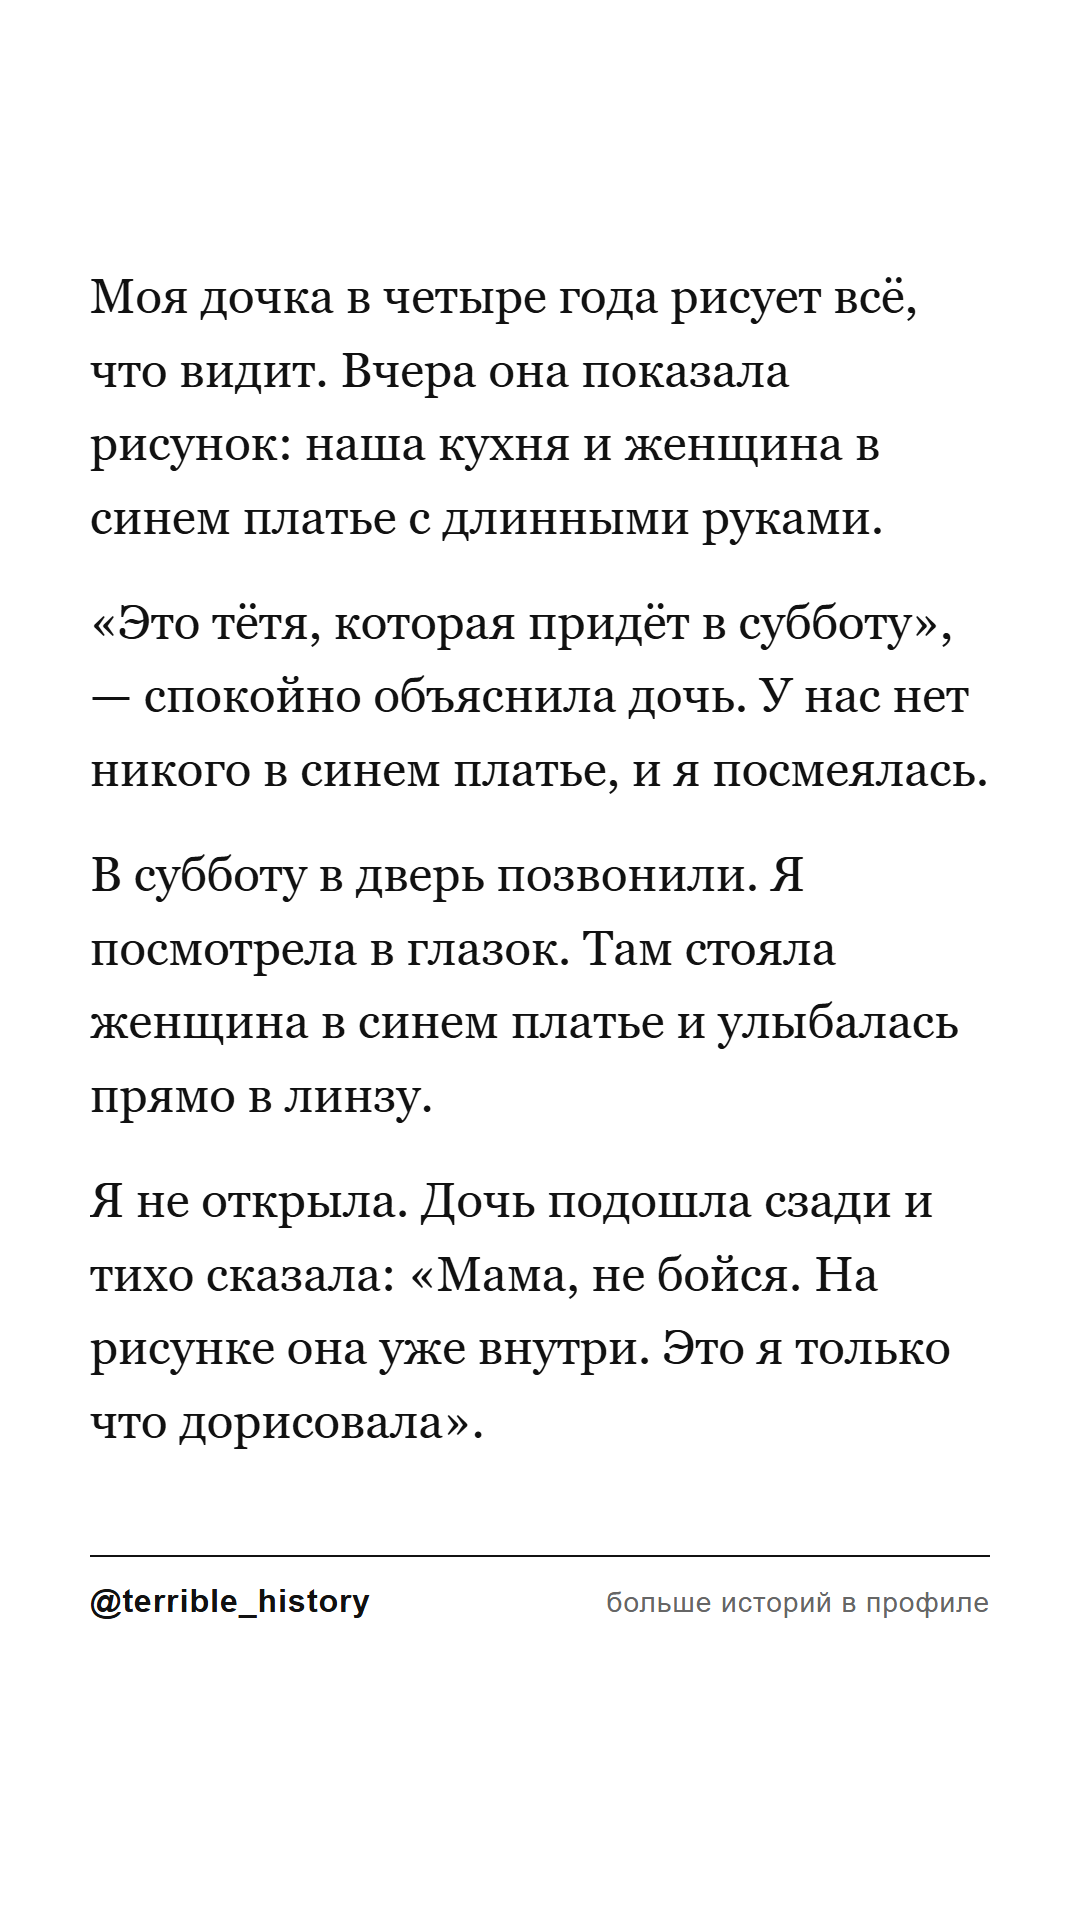 Моя дочка в четыре года рисует всё,
что видит. Вчера она показала
рисунок: наша кухня и женщина в
синем платье с длинными руками.
«Это тётя, которая придёт в субботу»,
— спокойно объяснила дочь. У нас нет
никого в синем платье, и я посмеялась.
В субботу в дверь позвонили. Я
посмотрела в глазок. Там стояла
женщина в синем платье и улыбалась
прямо в линзу.
Я не открыла. Дочь подошла сзади и
тихо сказала: «Мама, не бойся. На
рисунке она уже внутри. Это я только
что дорисовала».
@terrible_history
больше историй в профиле